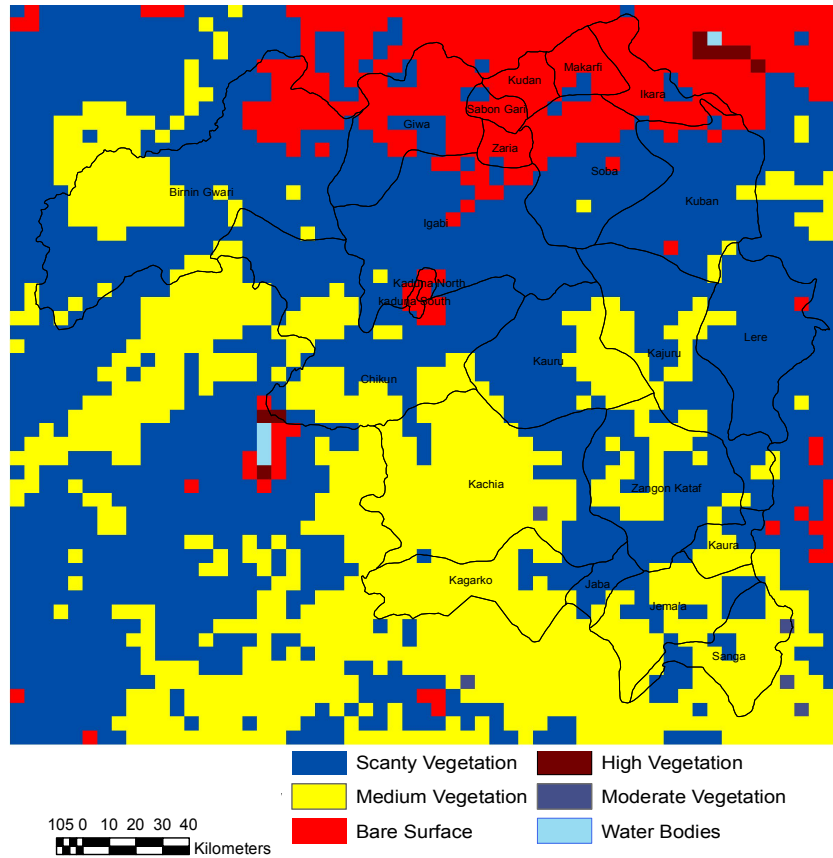 Makarfi
Kudan
Ikara
Sabon Gari
Giwa
Zaria
Soba
Birnin Gwari
Kuban
Igabi
Kaduna North
kaduna South
Lere
Kauru
Kajuru
Chikun
Kachia
Zangon Kataf
Kaura
Kagarko
Jaba
Jema'a
Sanga
Scanty Vegetation High Vegetation
Medium Vegetation Moderate Vegetation
Bare Surface Water Bodies
105 0 10 20 30 40
Kilometers